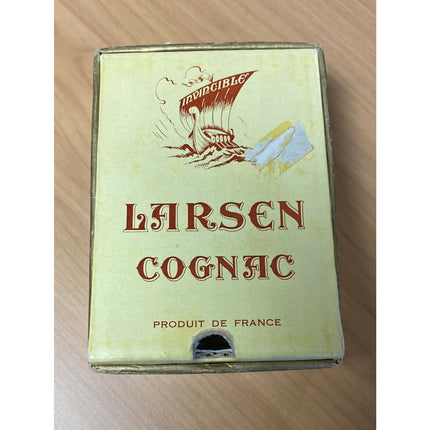 INVINCIBLE
LARSEN
COGNAC
PRODUIT DE FRANCE